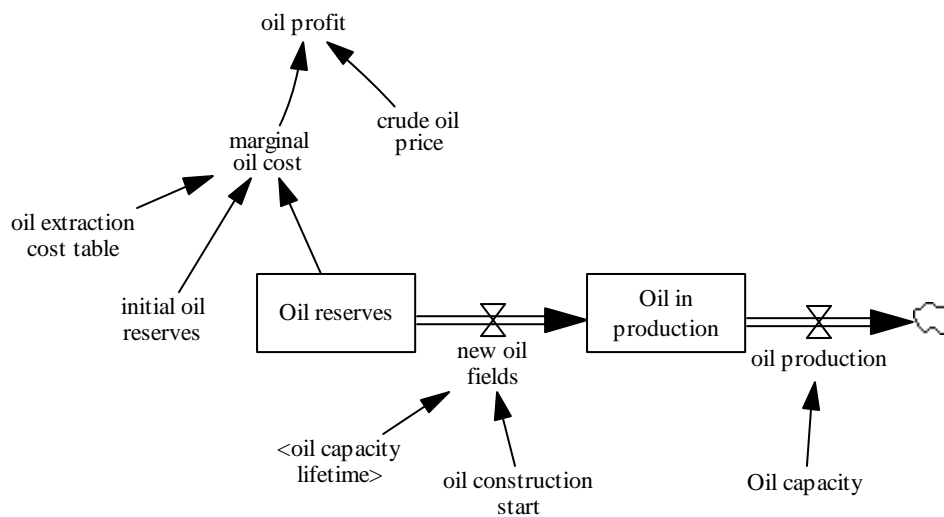 oil profit
crude oil
price
marginal
oil cost
oil extraction
cost table
initial oil
reserves
Oil reserves
Oil in
production
new oil
fields
oil production
<oil capacity
lifetime>
oil construction
start
Oil capacity